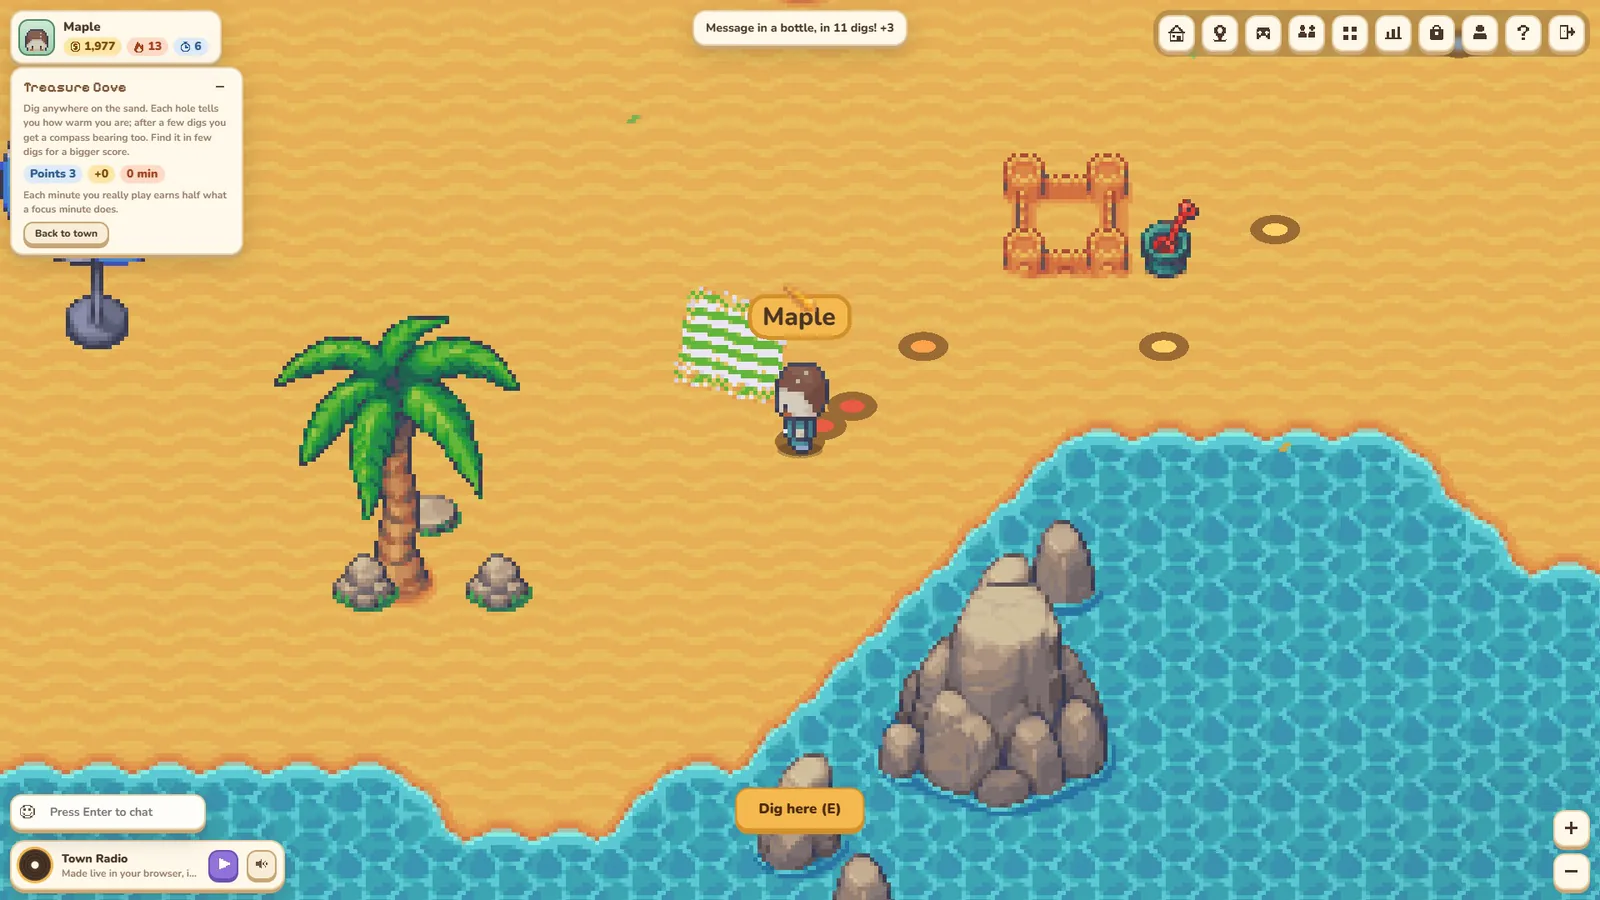 Maple
1,977
13
6
Message in a bottle, in 11 digs! +3
Treasure Cove
Dig anywhere on the sand. Each hole tells
you how warm you are; after a few digs you
get a compass bearing too. Find it in few
digs for a bigger score.
Points 3
+0
0 min
Each minute you really play earns half what
a focus minute does.
Back to town
Maple
Dig here (E)
Press Enter to chat
Town Radio
Made live in your browser, i...